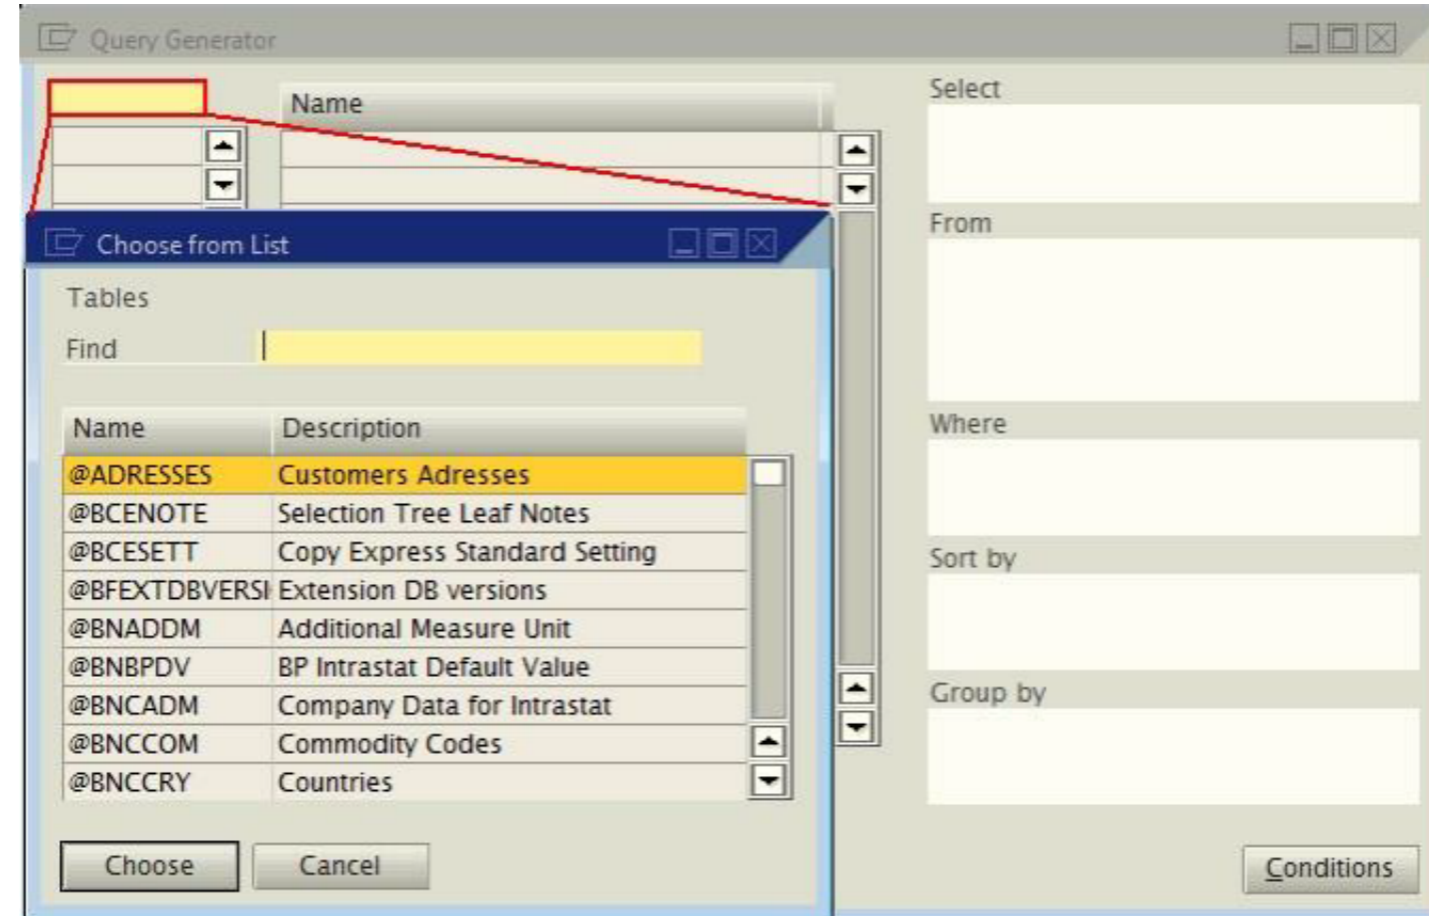 Query Generator
Name
Select
From
Where
Sort by
Group by
Conditions
Choose from List
Tables
Find
Name Description
@ADRESSES Customers Adresses
@BCENOTE Selection Tree Leaf Notes
@BCESETT Copy Express Standard Setting
@BFEXTDBVERSI Extension DB versions
@BNADDM Additional Measure Unit
@BNBPDV BP Intrastat Default Value
@BNCADM Company Data for Intrastat
@BNCCOM Commodity Codes
@BNCCRY Countries
Choose Cancel